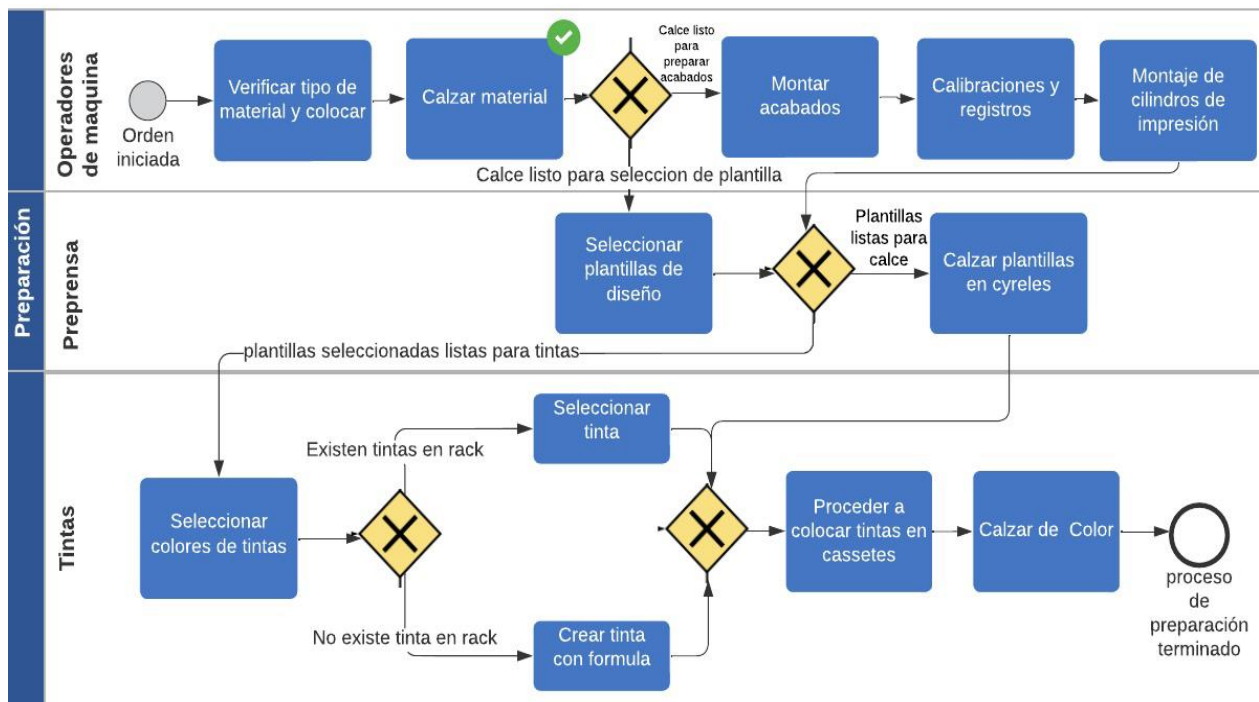 Preparación
Operadores
de maquina
Orden
iniciada
Verificar tipo de
material y colocar
Calzar material
Calce listo
para
preparar
acabados
Montar
acabados
Calibraciones y
registros
Montaje de
cilindros de
impresión
Calce listo para seleccion de plantilla
Preprensa
Seleccionar
plantillas de
diseño
Plantillas
listas para
calce
Calzar plantillas
en cyreles
plantillas seleccionadas listas para tintas
Tintas
Seleccionar
colores de tintas
Existen tintas en rack
Seleccionar
tinta
No existe tinta en rack
Crear tinta
con formula
Proceder a
colocar tintas en
cassetes
Calzar de Color
proceso
de
preparación
terminado